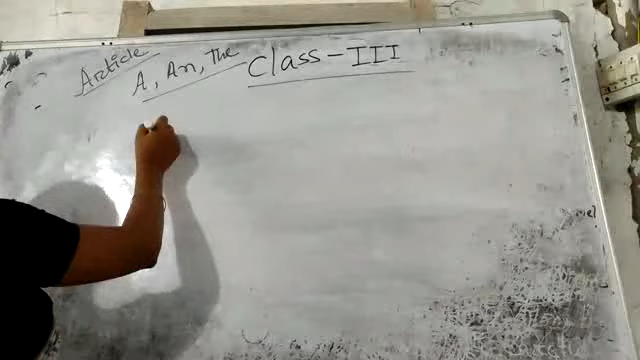 Article
A, An, The
Class-III